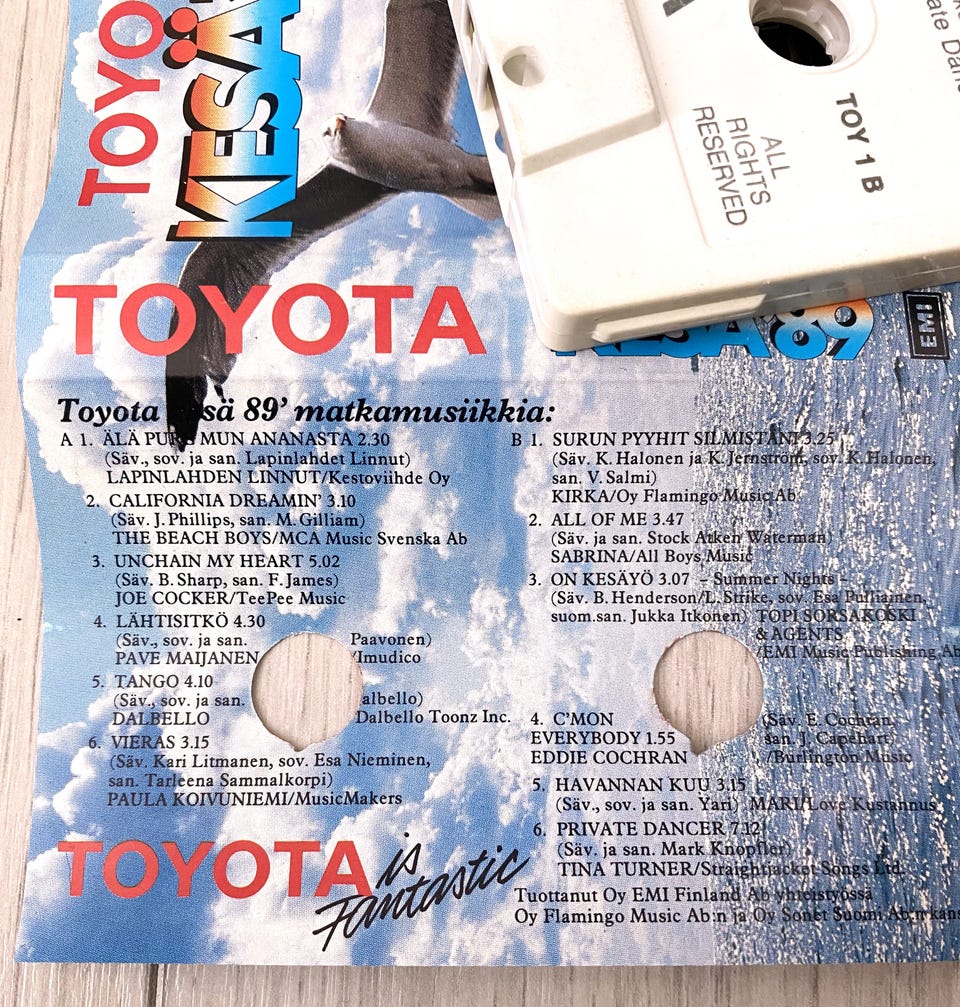 TOYO
KESÄ
TOYOTA
ALL
RIGHTS
RESERVED
TOY 1 B
KESÄ '89
EMI
Toyota sä 89' matkamusiikkia:
A 1. ÄLÄ MUN ANANASTA 2.30
(Säv., sov. ja san. Lapinlahdet Linnut)
LAPINLAHDEN LINNUT/Kestoviihde Oy
2. CALIFORNIA DREAMIN' 3.10
(Säv. J. Phillips, san. M. Gilliam)
THE BEACH BOYS/MCA Music Svenska Ab
3. UNCHAIN MY HEART 5.02
(Säv. B. Sharp, san. F. James)
JOE COCKER/TeePee Music
4. LÄHTISITKÖ 4.30
(Säv., sov. ja san. Paavonen)
PAVE MAIJANEN /Imudico
5. TANGO 4.10
(Säv., sov. ja san. albello)
DALBELLO Dalbello Toonz Inc.
6. VIERAS 3.15
(Säv. Kari Litmanen, sov. Esa Nieminen,
san. Tarleena Sammalkorpi)
PAULA KOIVUNIEMI/MusicMakers
B 1. SURUN PYYHIT SILMISTÄNI 3.25
(Säv. K. Halonen ja K. Jernström, sov. K. Halonen,
san. V. Salmi)
KIRKA/Oy Flamingo Music Ab
2. ALL OF ME 3.47
(Säv. ja san. Stock Aitken Waterman)
SABRINA/All Boys Music
3. ON KESÄYÖ 3.07 – Summer Nights –
(Säv. B. Henderson/L. Strike, sov. Esa Pulliainen,
suom.san. Jukka Itkonen) TOPI SORSAKOSKI
& AGENTS
/EMI Music Publishing Ab
4. C'MON (Säv. E. Cochran,
EVERYBODY 1.55 san. J. Capehart)
EDDIE COCHRAN /Burlington Music
5. HAVANNAN KUU 3.15
(Säv., sov. ja san. Yari) MARI/Love Kustannus
6. PRIVATE DANCER 7.12
(Säv. ja san. Mark Knopfler)
TINA TURNER/Straightjacket Songs Ltd.
Tuottanut Oy EMI Finland Ab yhteistyössä
Oy Flamingo Music Ab:n ja Oy Sonet Suomi Ab:n kans
TOYOTA is
Fantastic